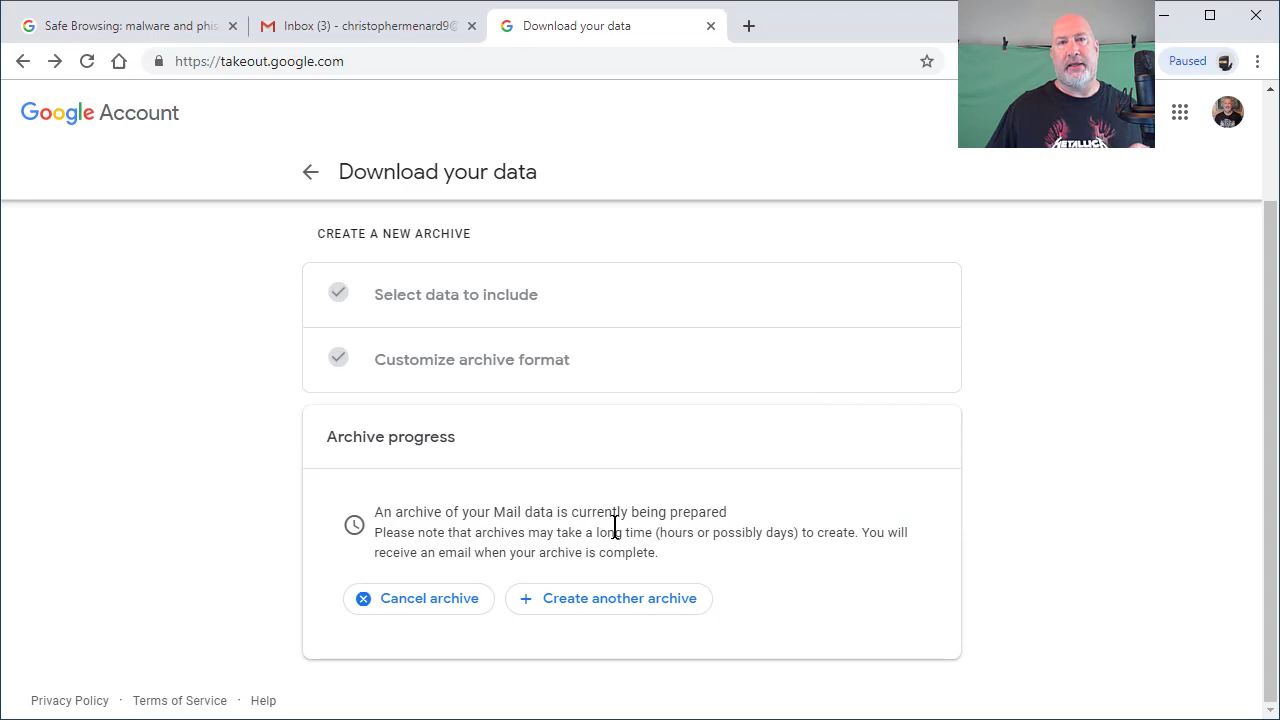 Safe Browsing: malware and phis
Inbox (3) - christophermenard9@
Download your data
https://takeout.google.com
Paused
Google Account
METALLICA
Download your data
CREATE A NEW ARCHIVE
Select data to include
Customize archive format
Archive progress
An archive of your Mail data is currently being prepared
Please note that archives may take a long time (hours or possibly days) to create. You will
receive an email when your archive is complete.
Cancel archive
Create another archive
Privacy Policy · Terms of Service · Help